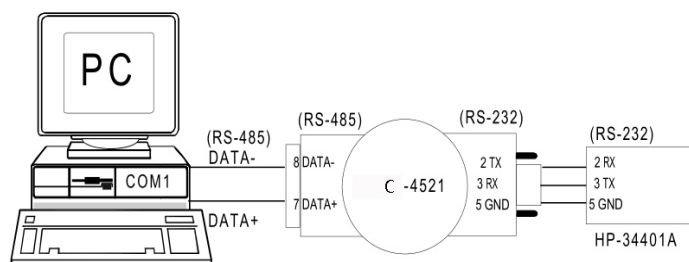 PC
COM1
(RS-485)
DATA-
DATA+
(RS-485)
8 DATA-
7 DATA+
C -4521
(RS-232)
2 TX
3 RX
5 GND
(RS-232)
2 RX
3 TX
5 GND
HP-34401A